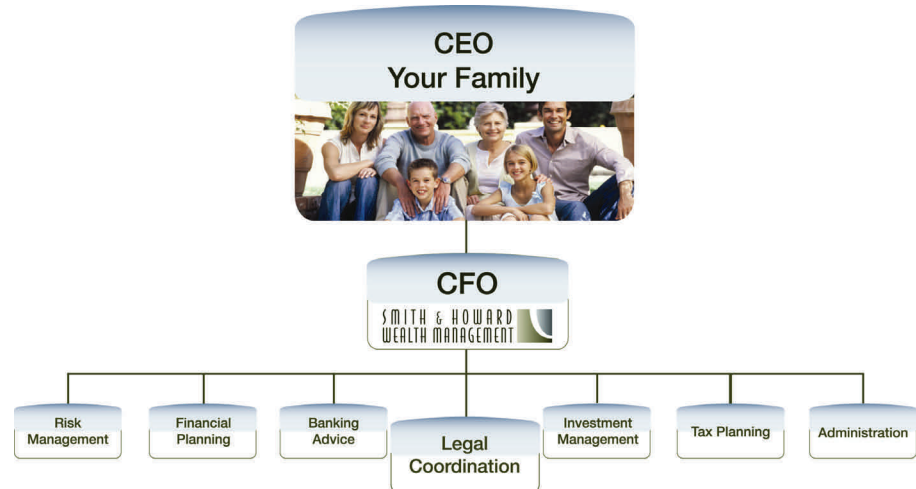 CEO
Your Family
CFO
SMITH & HOWARD
WEALTH MANAGEMENT
Risk
Management
Financial
Planning
Banking
Advice
Legal
Coordination
Investment
Management
Tax Planning
Administration